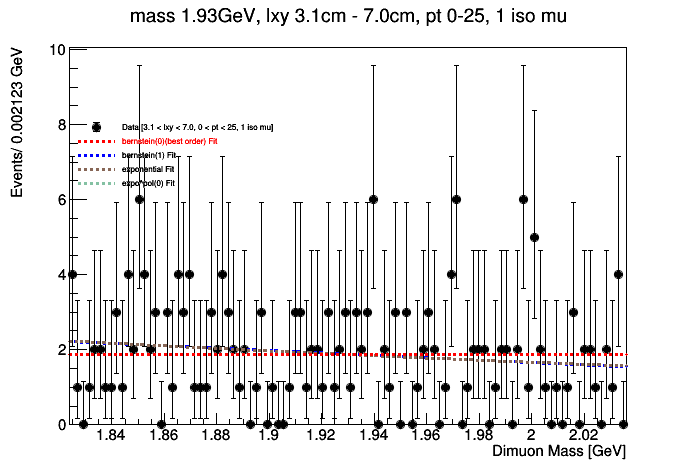 mass 1.93GeV, lxy 3.1cm - 7.0cm, pt 0-25, 1 iso mu
Events/ 0.002123 GeV
10
8
6
4
2
0
Data [3.1 < lxy < 7.0, 0 < pt < 25, 1 iso mu]
bernstein(0)(best order) Fit
bernstein(1) Fit
exponential Fit
expo*pol(0) Fit
1.84 1.86 1.88 1.9 1.92 1.94 1.96 1.98 2 2.02
Dimuon Mass [GeV]